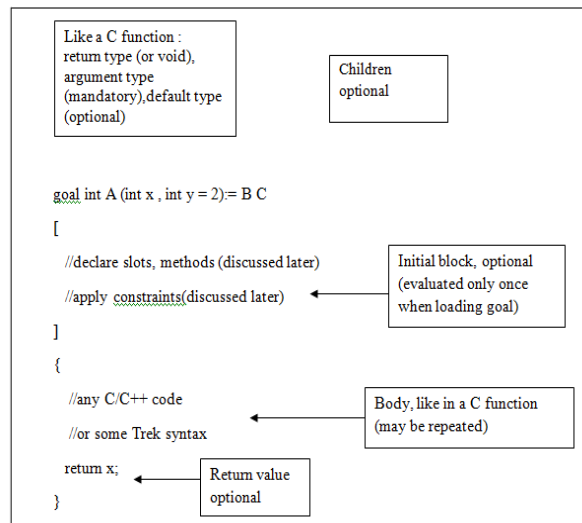 Like a C function :
return type (or void),
argument type
(mandatory),default type
(optional)
Children
optional
goal int A (int x , int y = 2):= B C
[
//declare slots, methods (discussed later)
//apply constraints(discussed later)
Initial block, optional
(evaluated only once
when loading goal)
]
{
//any C/C++ code
//or some Trek syntax
Body, like in a C function
(may be repeated)
return x;
Return value
optional
}